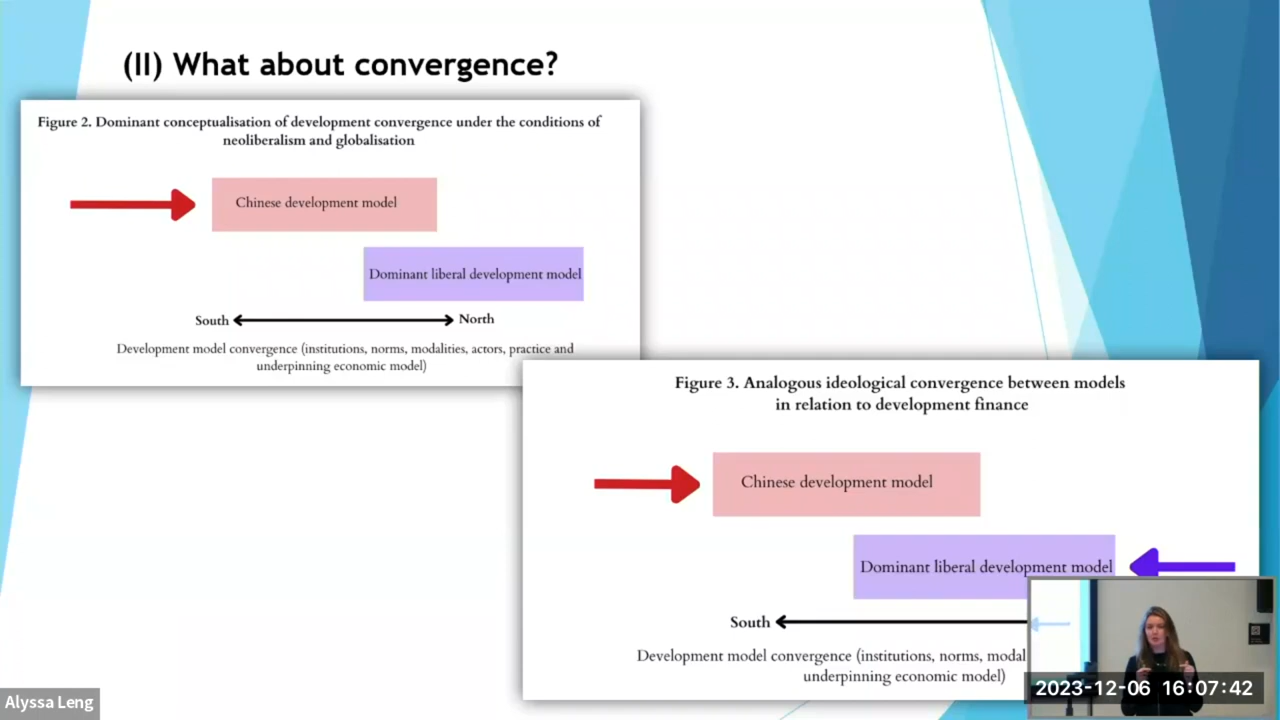 (II) What about convergence?
Figure 2. Dominant conceptualisation of development convergence under the conditions of
neoliberalism and globalisation
Chinese development model
Dominant liberal development model
South
North
Development model convergence (institutions, norms, modalities, actors, practice and
underpinning economic model)
Figure 3. Analogous ideological convergence between models
in relation to development finance
Chinese development model
Dominant liberal development model
South
Development model convergence (institutions, norms, modal
underpinning economic model)
Alyssa Leng
2023-12-06 16:07:42